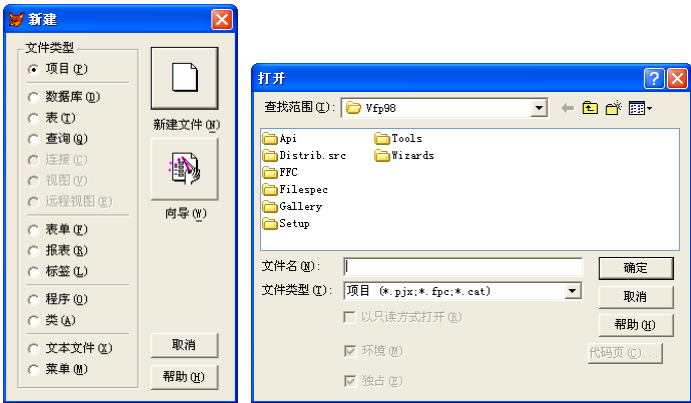 新建
文件类型
项目(P)
数据库(D)
表(T)
查询(Q)
连接(C)
视图(V)
远程视图(E)
表单(F)
报表(R)
标签(L)
程序(O)
类(A)
文本文件(X)
菜单(M)
新建文件(N)
向导(W)
取消
帮助(H)
打开
查找范围(I): Vfp98
Api
Distrib.src
FFC
Filespec
Gallery
Setup
Tools
Wizards
文件名(N):
确定
文件类型(T): 项目 (*.pjx;*.fpc;*.cat)
取消
以只读方式打开(R)
帮助(H)
环境(M)
代码页(C)...
独占(E)